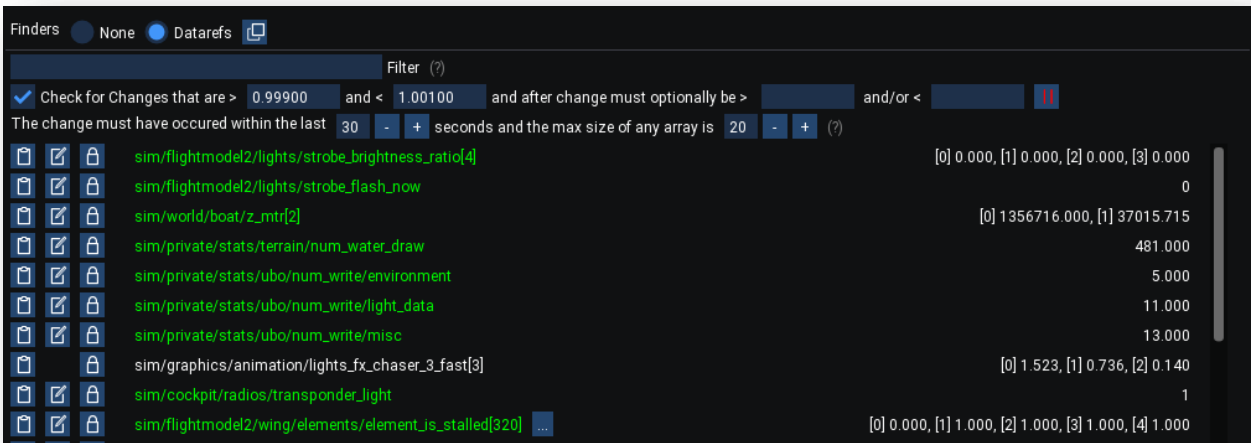 Finders None Datarefs
Filter (?)
Check for Changes that are > 0.99900 and < 1.00100 and after change must optionally be > and/or <
The change must have occured within the last 30 - + seconds and the max size of any array is 20 - + (?)
sim/flightmodel2/lights/strobe_brightness_ratio[4] [0] 0.000, [1] 0.000, [2] 0.000, [3] 0.000
sim/flightmodel2/lights/strobe_flash_now 0
sim/world/boat/z_mtr[2] [0] 1356716.000, [1] 37015.715
sim/private/stats/terrain/num_water_draw 481.000
sim/private/stats/ubo/num_write/environment 5.000
sim/private/stats/ubo/num_write/light_data 11.000
sim/private/stats/ubo/num_write/misc 13.000
sim/graphics/animation/lights_fx_chaser_3_fast[3] [0] 1.523, [1] 0.736, [2] 0.140
sim/cockpit/radios/transponder_light 1
sim/flightmodel2/wing/elements/element_is_stalled[320] ... [0] 0.000, [1] 1.000, [2] 1.000, [3] 1.000, [4] 1.000